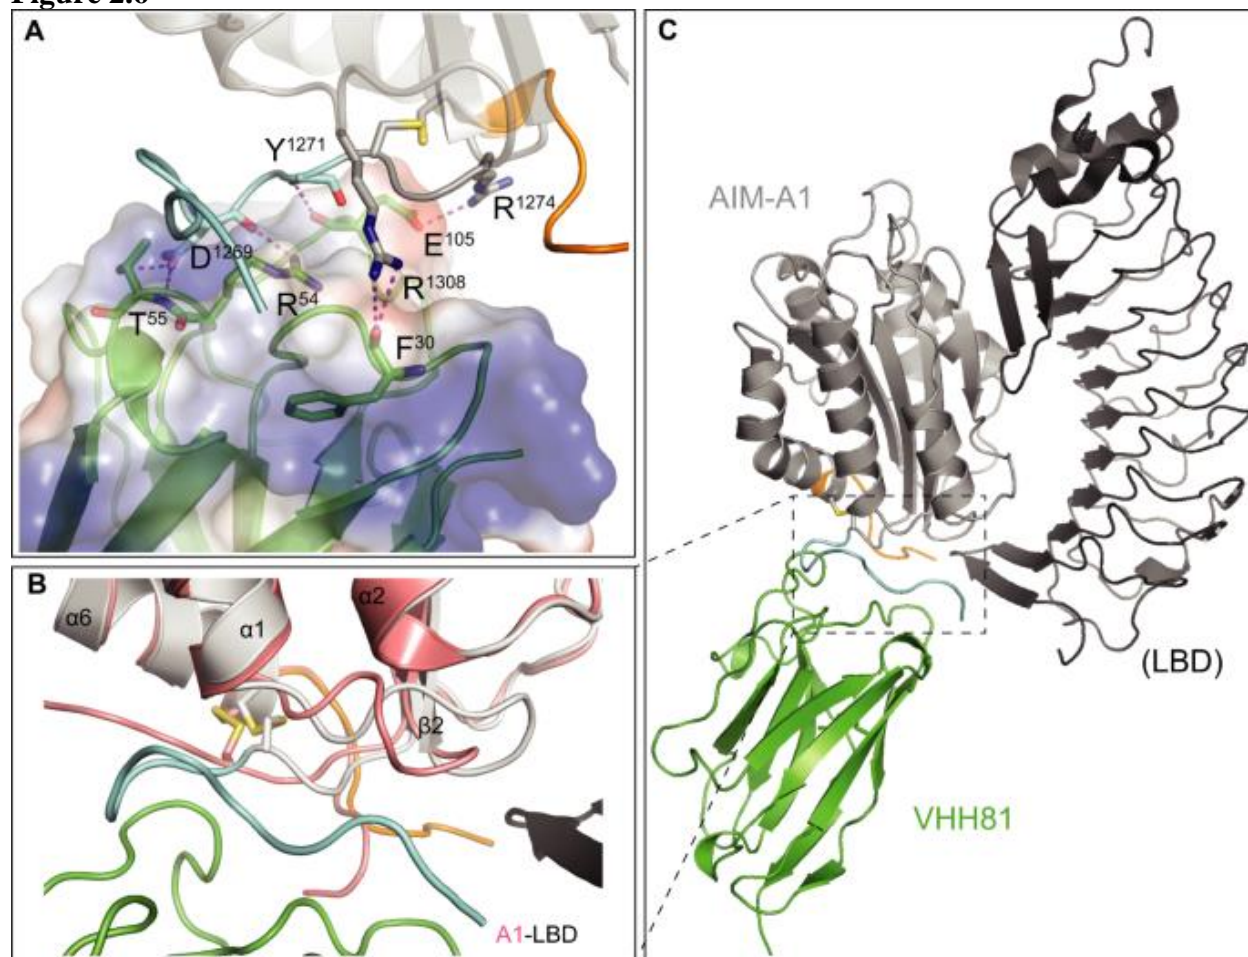 Figure 2.6
A
Y1271
R1274
E105
D1269
R1308
R54
T55
F30
B
α6
α1
α2
β2
A1-LBD
C
AIM-A1
(LBD)
VHH81